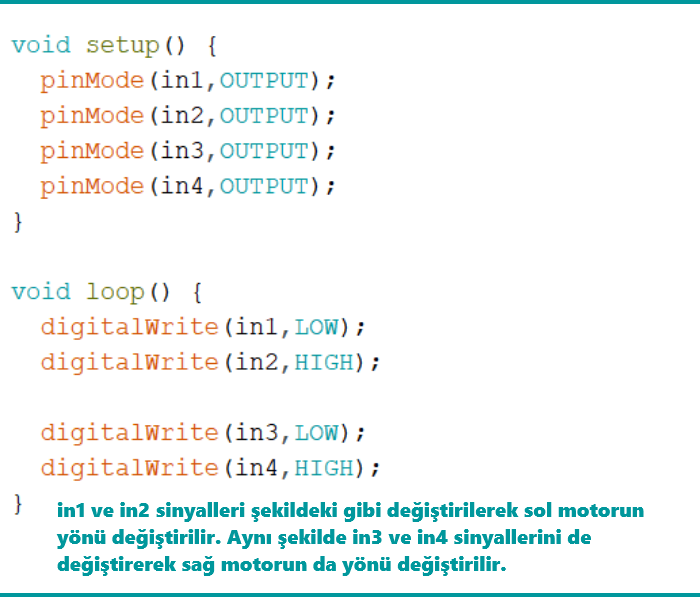 void setup() {
  pinMode(in1,OUTPUT);
  pinMode(in2,OUTPUT);
  pinMode(in3,OUTPUT);
  pinMode(in4,OUTPUT);
}

void loop() {
  digitalWrite(in1,LOW);
  digitalWrite(in2,HIGH);

  digitalWrite(in3,LOW);
  digitalWrite(in4,HIGH);
}
in1 ve in2 sinyalleri şekildeki gibi değiştirilerek sol motorun
yönü değiştirilir. Aynı şekilde in3 ve in4 sinyallerini de
değiştirerek sağ motorun da yönü değiştirilir.